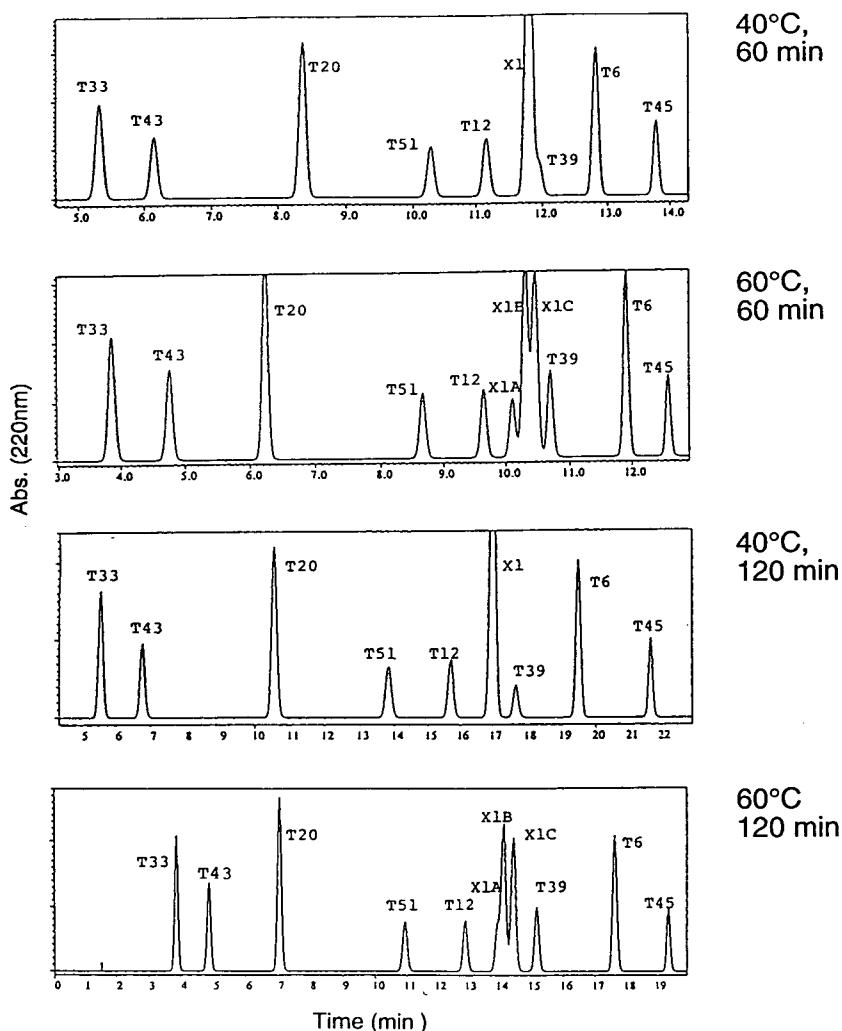 40°C,
60 min
T33
T43
T20
T51
T12
X1
T39
T6
T45
5.0 6.0 7.0 8.0 9.0 10.0 11.0 12.0 13.0 14.0
60°C,
60 min
T33
T43
T20
T51
T12
X1A
X1B
X1C
T39
T6
T45
3.0 4.0 5.0 6.0 7.0 8.0 9.0 10.0 11.0 12.0
Abs. (220nm)
40°C,
120 min
T33
T43
T20
T51
T12
X1
T39
T6
T45
5 6 7 8 9 10 11 12 13 14 15 16 17 18 19 20 21 22
60°C
120 min
T33
T43
T20
T51
T12
X1A
X1B
X1C
T39
T6
T45
0 1 2 3 4 5 6 7 8 9 10 11 12 13 14 15 16 17 18 19
Time (min )